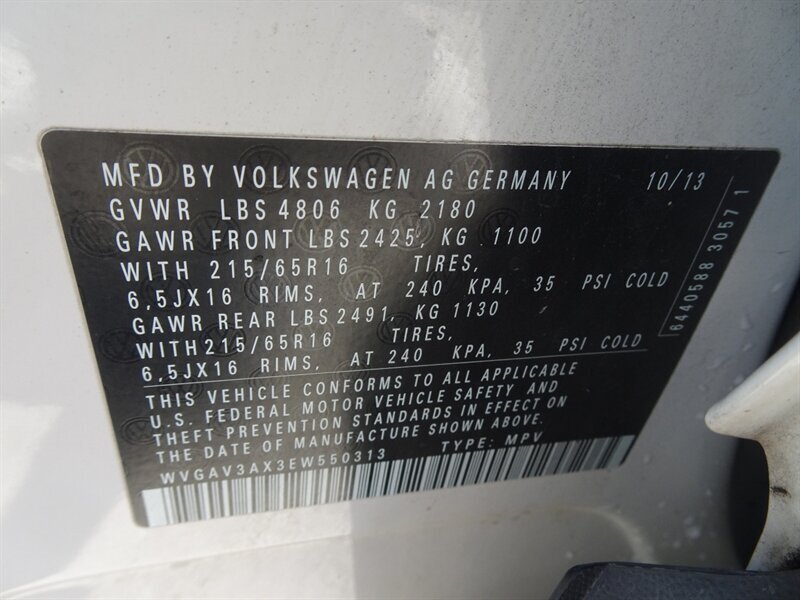 MFD BY VOLKSWAGEN AG GERMANY 10/13
GVWR LBS 4806 KG 2180
GAWR FRONT LBS 2425, KG 1100
WITH 215/65R16 TIRES,
6,5JX16 RIMS, AT 240 KPA, 35 PSI COLD
GAWR REAR LBS 2491, KG 1130
WITH215/65R16 TIRES,
6,5JX16 RIMS, AT 240 KPA, 35 PSI COLD
THIS VEHICLE CONFORMS TO ALL APPLICABLE
U.S. FEDERAL MOTOR VEHICLE SAFETY AND
THEFT PREVENTION STANDARDS IN EFFECT ON
THE DATE OF MANUFACTURE SHOWN ABOVE.
WVGAV3AX3EW550313 TYPE: MPV
6440588 3057 1